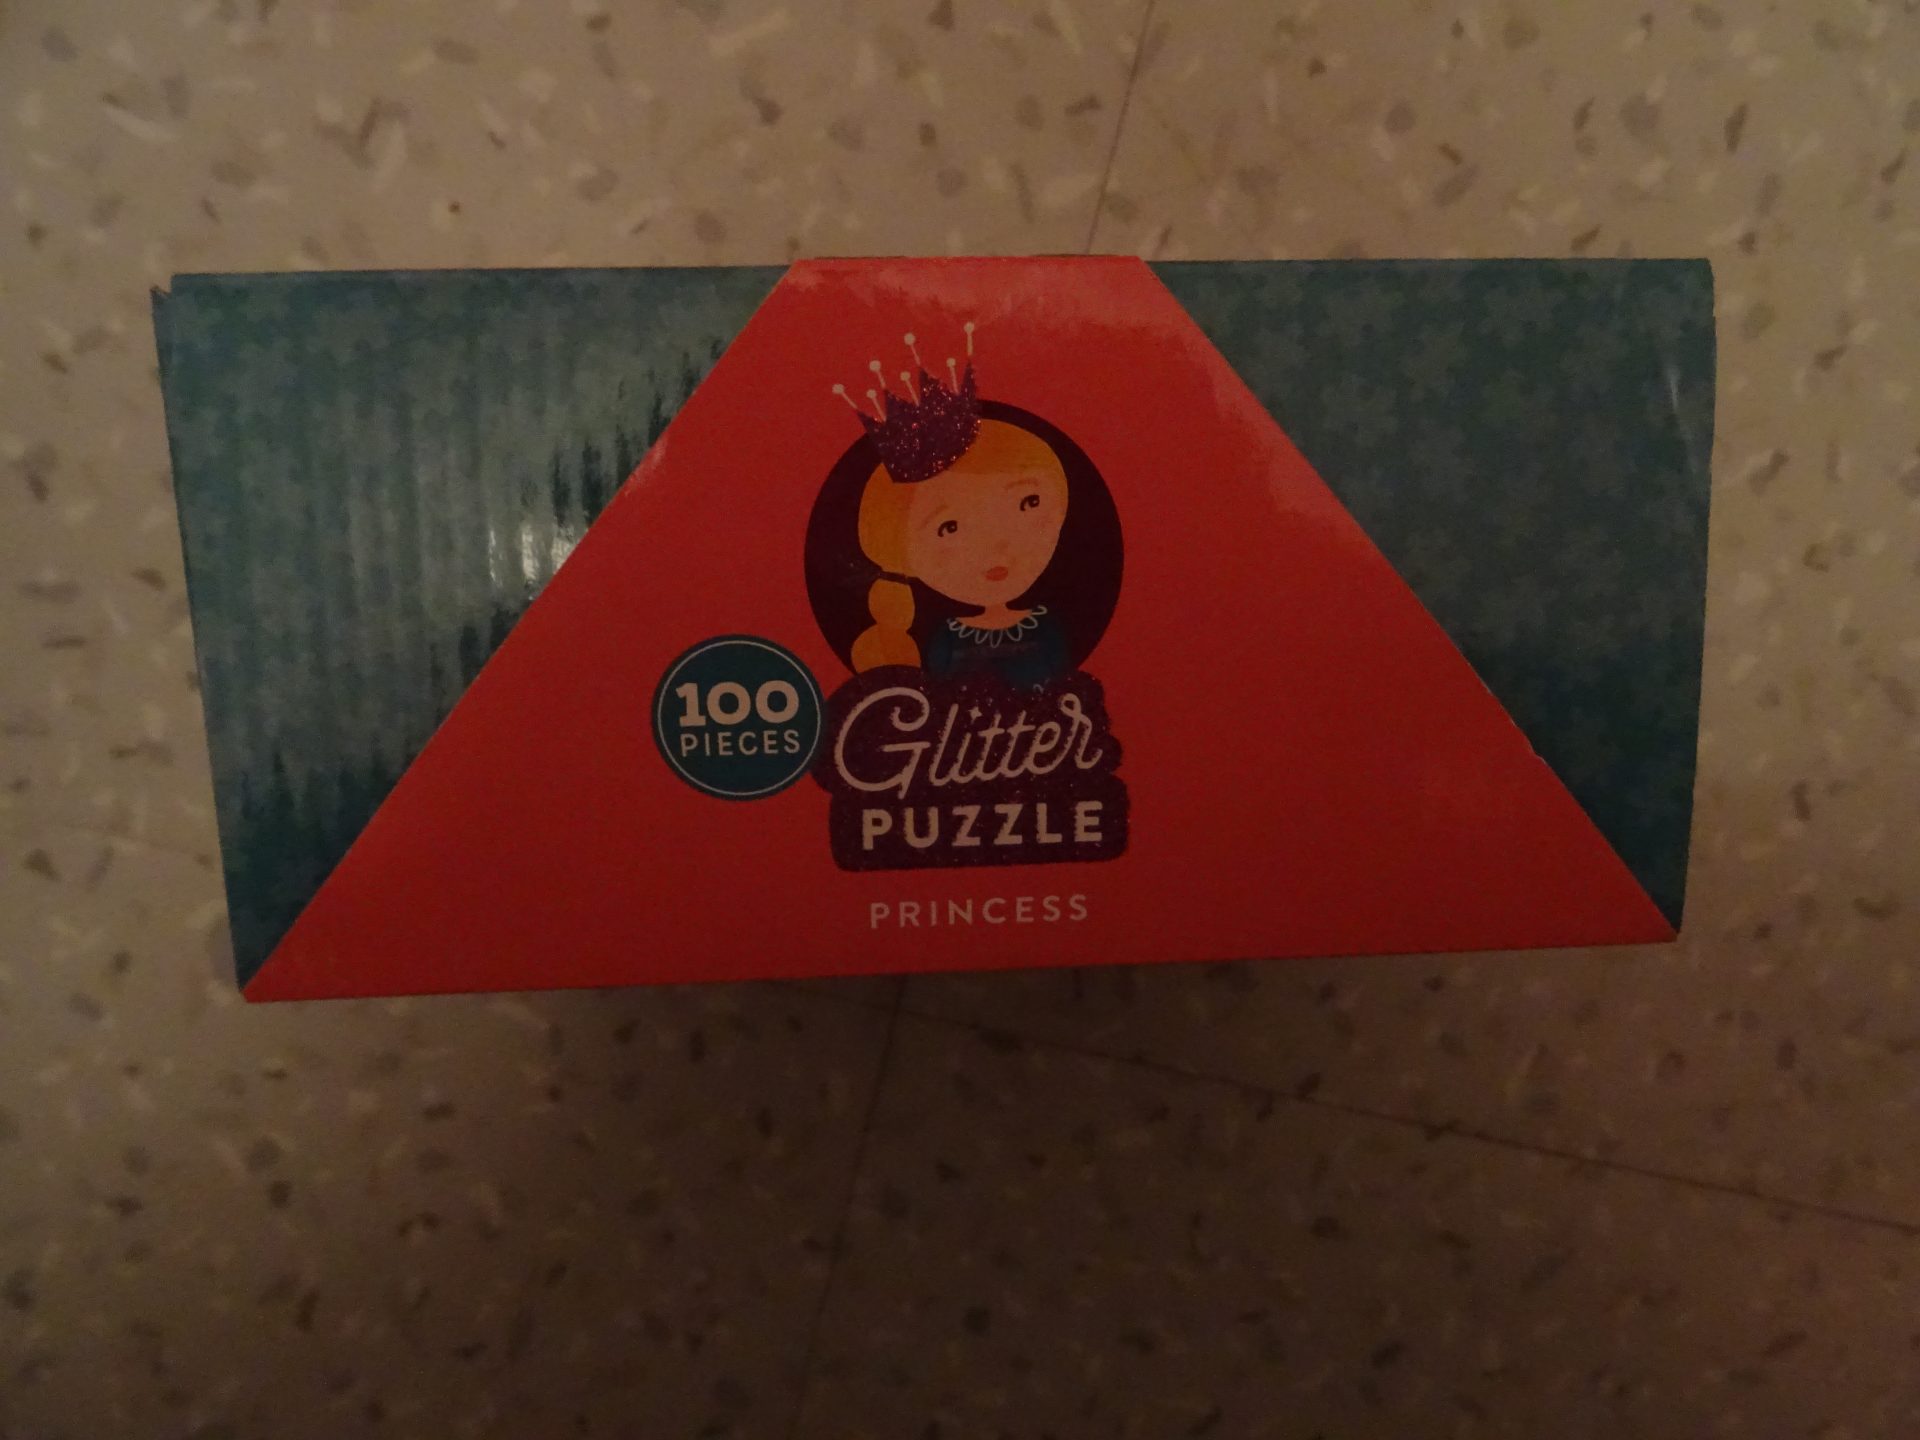 100
PIECES
Glitter
PUZZLE
PRINCESS